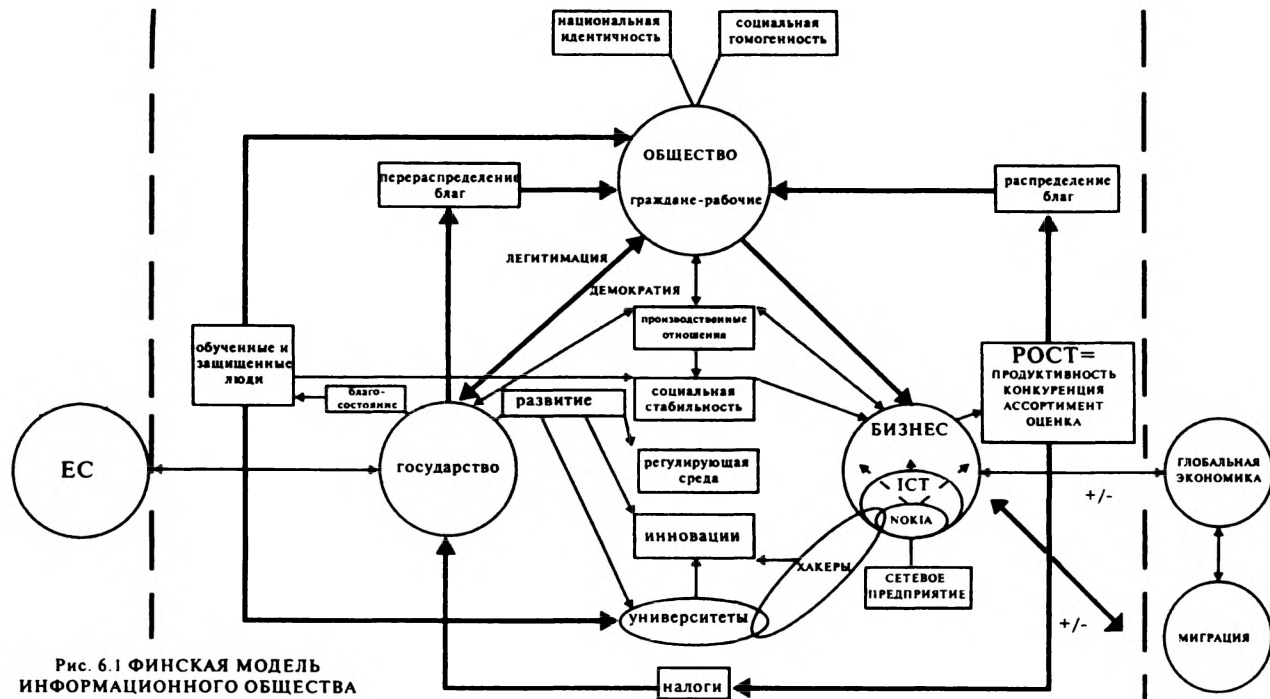 национальная
идентичность
социальная
гомогенность
ОБЩЕСТВО
граждане-рабочие
перераспределение
благ
распределение
благ
ЛЕГИТИМАЦИЯ
ДЕМОКРАТИЯ
производственные
отношения
обученные и
защищенные
люди
благо-
состояние
социальная
стабильность
развитие
РОСТ=
ПРОДУКТИВНОСТЬ
КОНКУРЕНЦИЯ
АССОРТИМЕНТ
ОЦЕНКА
ЕС
ГОСУДАРСТВО
регулирующая
среда
БИЗНЕС
ICT
NOKIA
+/-
ГЛОБАЛЬНАЯ
ЭКОНОМИКА
инновации
ХАКЕРЫ
СЕТЕВОЕ
ПРЕДПРИЯТИЕ
университеты
+/-
МИГРАЦИЯ
налоги
Рис. 6.1 ФИНСКАЯ МОДЕЛЬ
ИНФОРМАЦИОННОГО ОБЩЕСТВА